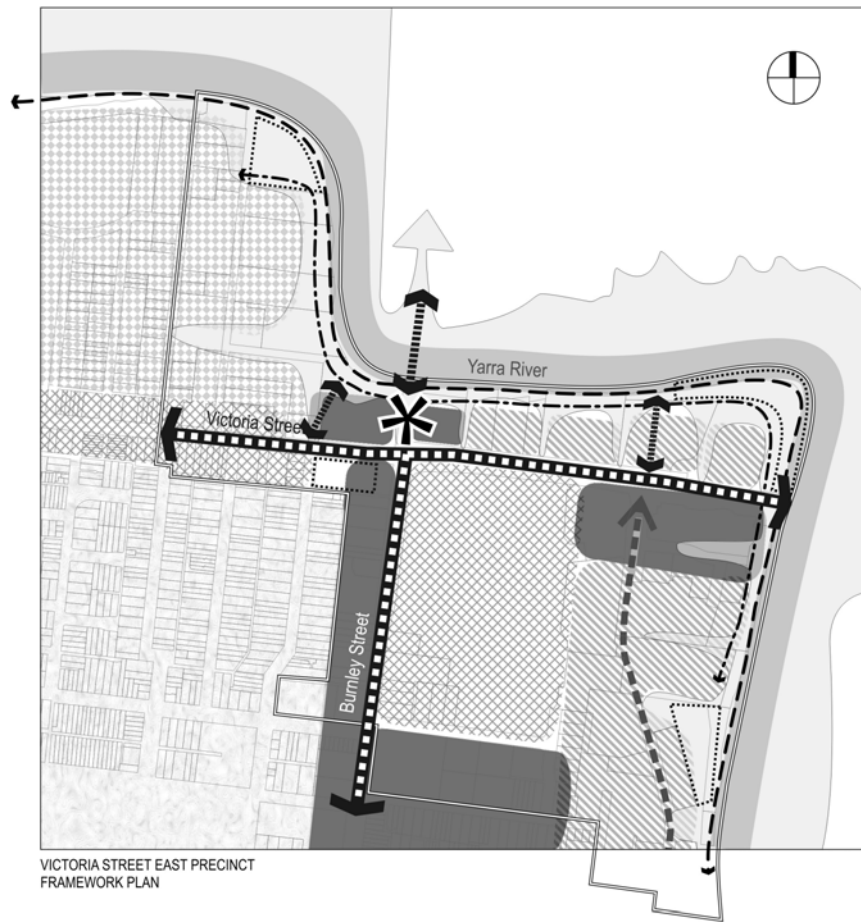 Yarra River
Victoria Street
Burnley Street
VICTORIA STREET EAST PRECINCT
FRAMEWORK PLAN